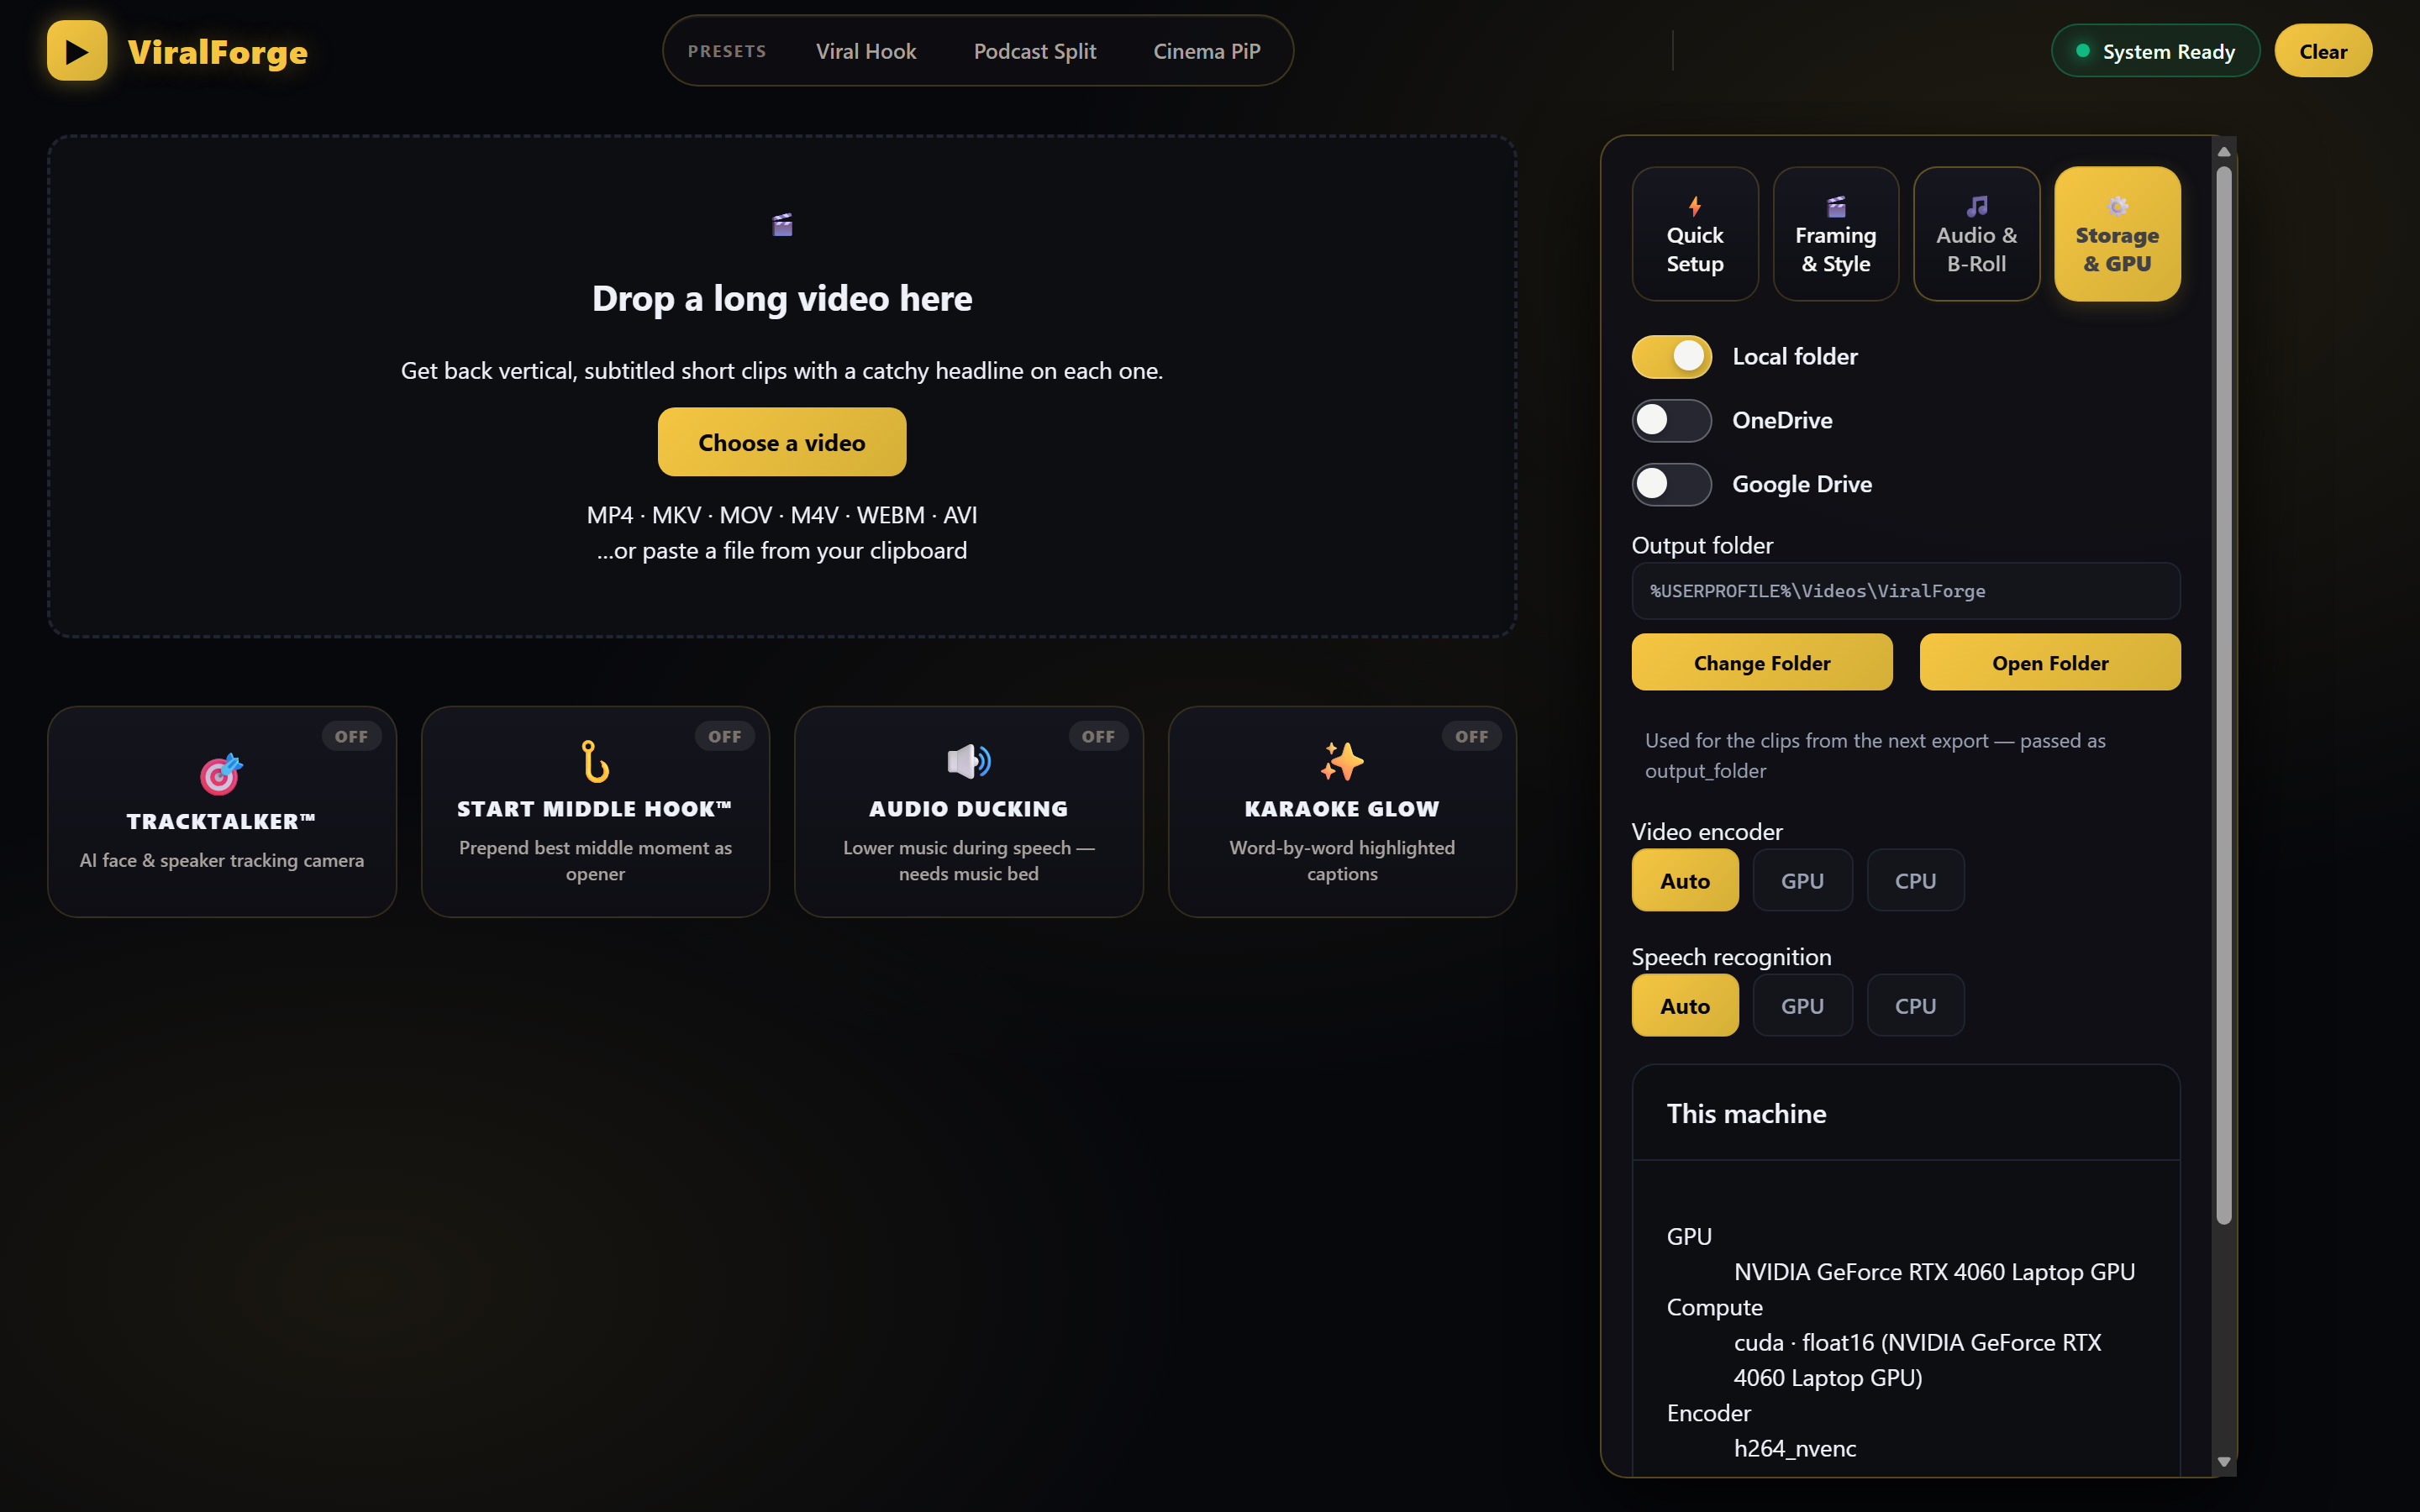 ViralForge
PRESETS
Viral Hook
Podcast Split
Cinema PiP
System Ready
Clear
Drop a long video here
Get back vertical, subtitled short clips with a catchy headline on each one.
Choose a video
MP4 · MKV · MOV · M4V · WEBM · AVI
...or paste a file from your clipboard
OFF
TRACKTALKER™
AI face & speaker tracking camera
OFF
START MIDDLE HOOK™
Prepend best middle moment as
opener
OFF
AUDIO DUCKING
Lower music during speech —
needs music bed
OFF
KARAOKE GLOW
Word-by-word highlighted
captions
Quick
Setup
Framing
& Style
Audio &
B-Roll
Storage
& GPU
Local folder
OneDrive
Google Drive
Output folder
%USERPROFILE%\Videos\ViralForge
Change Folder
Open Folder
Used for the clips from the next export — passed as
output_folder
Video encoder
Auto
GPU
CPU
Speech recognition
Auto
GPU
CPU
This machine
GPU
NVIDIA GeForce RTX 4060 Laptop GPU
Compute
cuda · float16 (NVIDIA GeForce RTX
4060 Laptop GPU)
Encoder
h264_nvenc